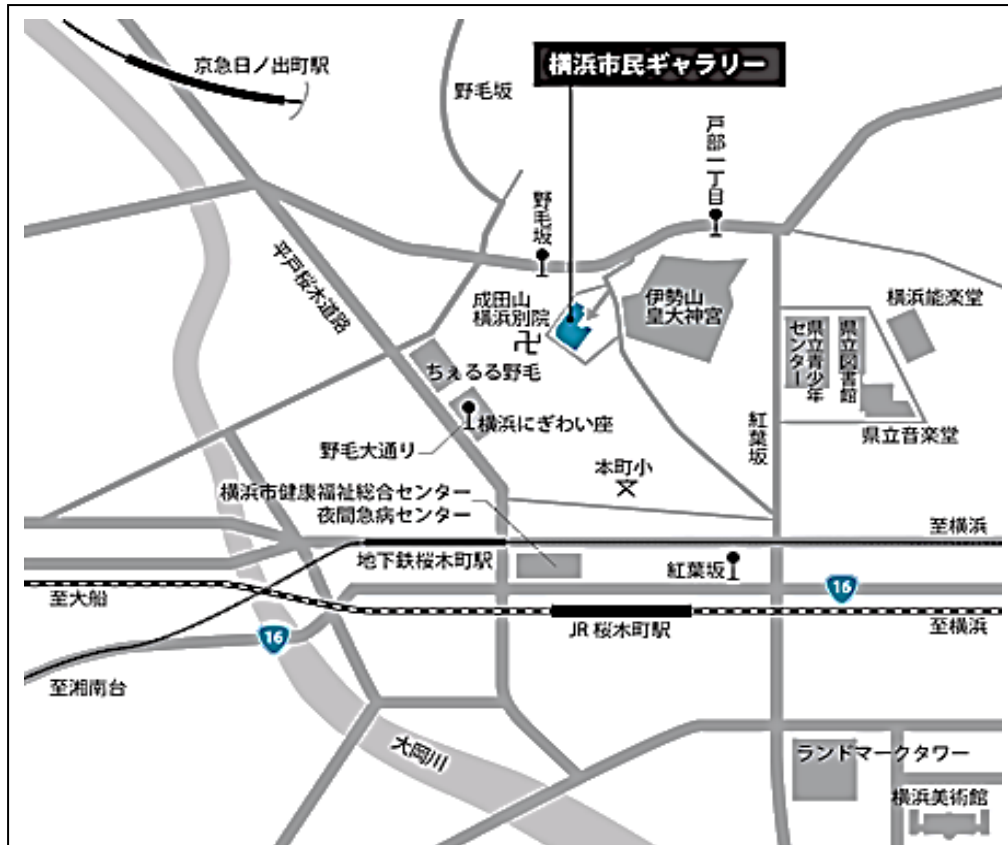 横浜市民ギャラリー
京急日ノ出町駅
野毛坂
戸部一丁目
野毛坂
平戸桜木道路
成田山
横浜別院
卍
伊勢山
皇大神宮
横浜能楽堂
県立青少年
センター
県立図書館
県立音楽堂
紅葉坂
ちぇるる野毛
横浜にぎわい座
野毛大通り
本町小
文
横浜市健康福祉総合センター
夜間急病センター
至横浜
地下鉄桜木町駅
紅葉坂
16
至大船
JR 桜木町駅
至横浜
16
至湘南台
大岡川
ランドマークタワー
横浜美術館